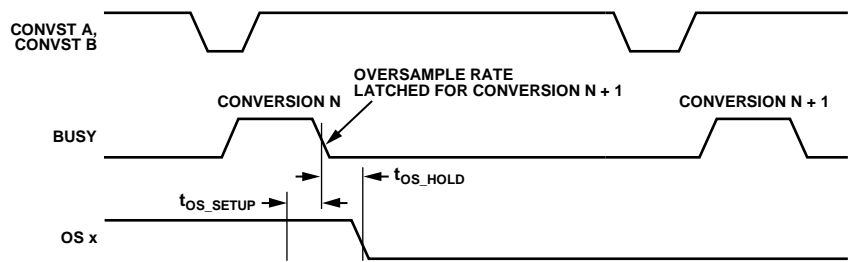 CONVST A,
CONVST B
OVERSAMPLE RATE
LATCHED FOR CONVERSION N + 1
CONVERSION N
CONVERSION N + 1
BUSY
tOS_HOLD
tOS_SETUP
OS x